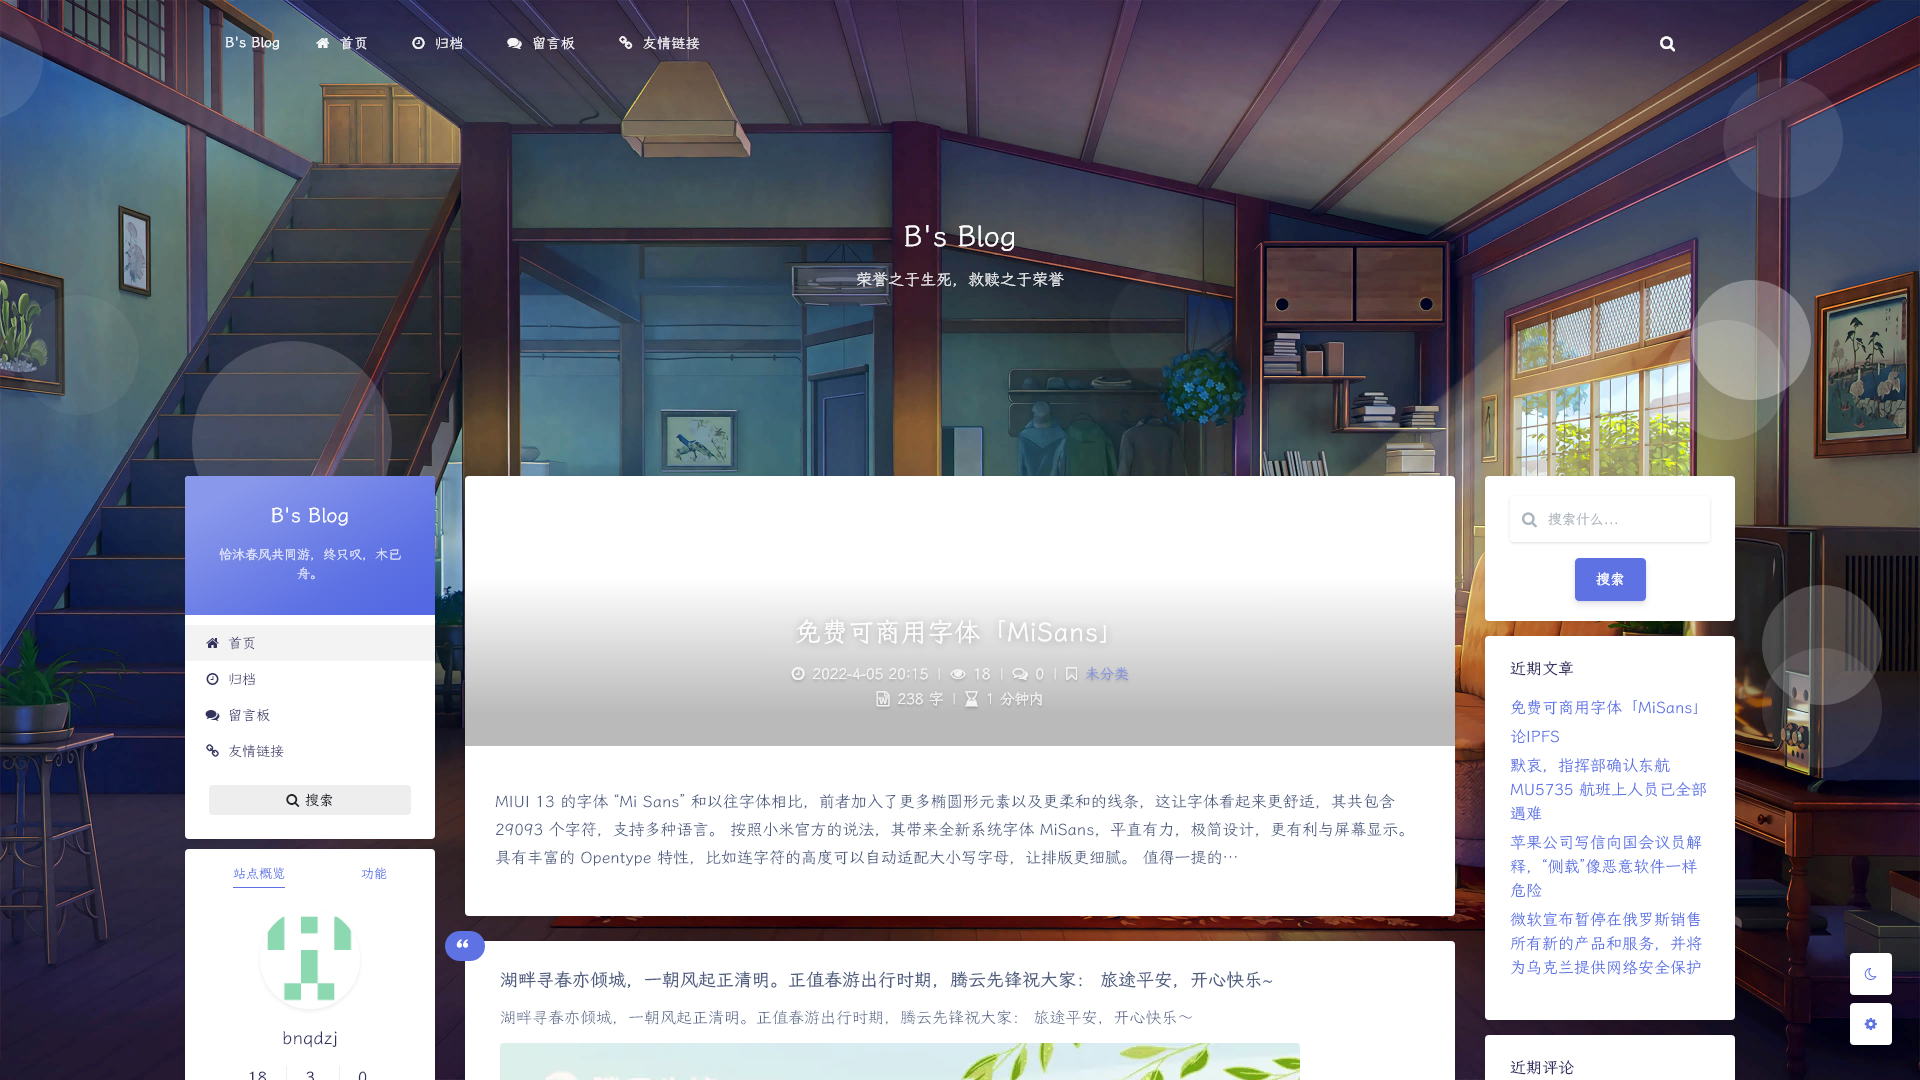 B's Blog
首页
归档
留言板
友情链接
B's Blog
荣誉之于生死，救赎之于荣誉
B's Blog
恰沐春风共同游，终只叹，木已
舟。
首页
归档
留言板
友情链接
搜索
站点概览 功能
bnqdzj
18 3 0
免费可商用字体「MiSans」
2022-4-05 20:15 | 18 | 0 | 未分类
238 字 | 1 分钟内
MIUI 13 的字体 “Mi Sans” 和以往字体相比，前者加入了更多椭圆形元素以及更柔和的线条，这让字体看起来更舒适，其共包含
29093 个字符，支持多种语言。 按照小米官方的说法，其带来全新系统字体 MiSans，平直有力，极简设计，更有利与屏幕显示。
具有丰富的 Opentype 特性，比如连字符的高度可以自动适配大小写字母，让排版更细腻。 值得一提的…
湖畔寻春亦倾城，一朝风起正清明。正值春游出行时期，腾云先锋祝大家： 旅途平安，开心快乐~
湖畔寻春亦倾城，一朝风起正清明。正值春游出行时期，腾云先锋祝大家： 旅途平安，开心快乐～
搜索什么...
搜索
近期文章
免费可商用字体「MiSans」
论IPFS
默哀，指挥部确认东航
MU5735 航班上人员已全部
遇难
苹果公司写信向国会议员解
释，“侧载”像恶意软件一样
危险
微软宣布暂停在俄罗斯销售
所有新的产品和服务，并将
为乌克兰提供网络安全保护
近期评论